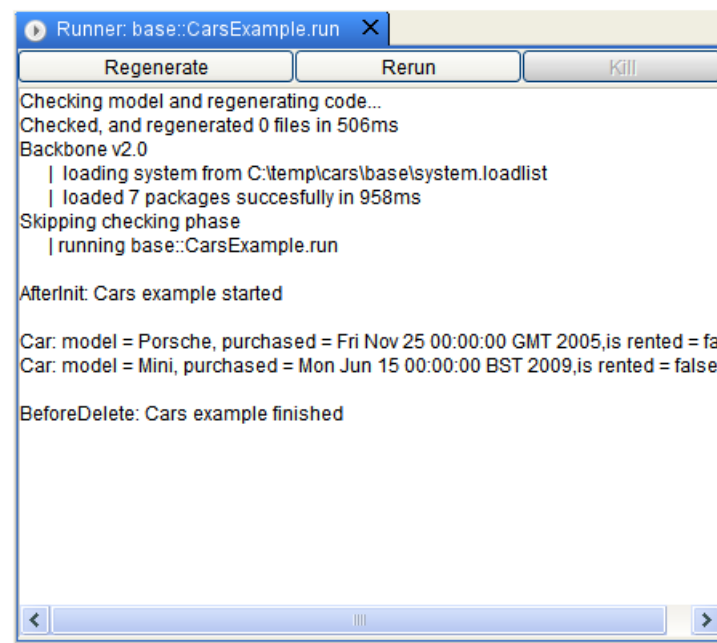 Runner: base::CarsExample.run
Regenerate Rerun Kill
Checking model and regenerating code...
Checked, and regenerated 0 files in 506ms
Backbone v2.0
| loading system from C:\temp\cars\base\system.loadlist
| loaded 7 packages succesfully in 958ms
Skipping checking phase
| running base::CarsExample.run
AfterInit: Cars example started
Car: model = Porsche, purchased = Fri Nov 25 00:00:00 GMT 2005,is rented = fa
Car: model = Mini, purchased = Mon Jun 15 00:00:00 BST 2009,is rented = false
BeforeDelete: Cars example finished